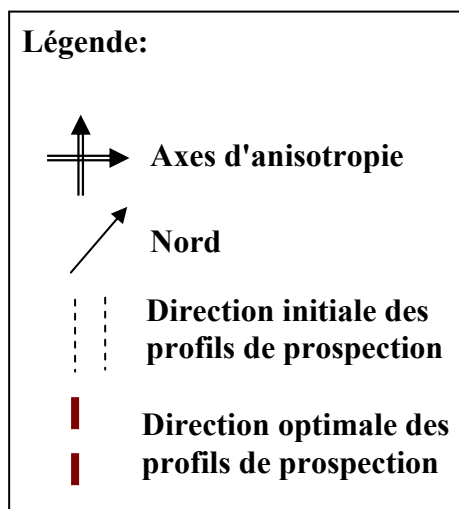 Légende:
Axes d'anisotropie
Nord
Direction initiale des
profils de prospection
Direction optimale des
profils de prospection